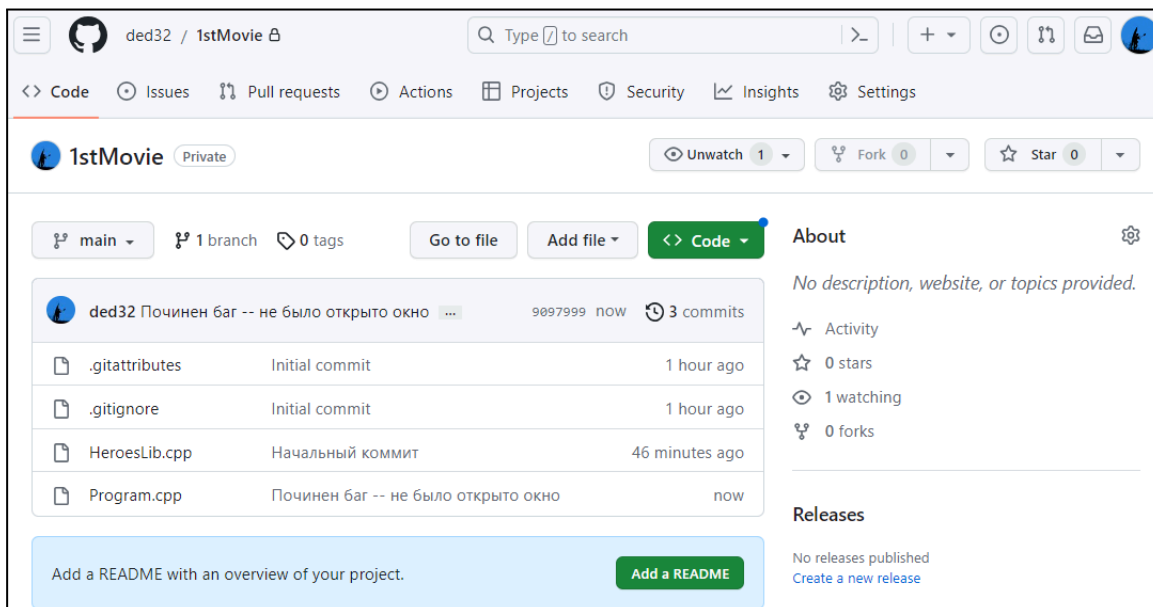 ded32 / 1stMovie Type / to search
Code Issues Pull requests Actions Projects Security Insights Settings
1stMovie Private Unwatch 1 Fork 0 Star 0
main 1 branch 0 tags Go to file Add file <> Code
ded32 Починен баг -- не было открыто окно ... 9097999 now 3 commits
.gitattributes Initial commit 1 hour ago
.gitignore Initial commit 1 hour ago
HeroesLib.cpp Начальный коммит 46 minutes ago
Program.cpp Починен баг -- не было открыто окно now
Add a README with an overview of your project. Add a README
About
No description, website, or topics provided.
Activity
0 stars
1 watching
0 forks
Releases
No releases published
Create a new release